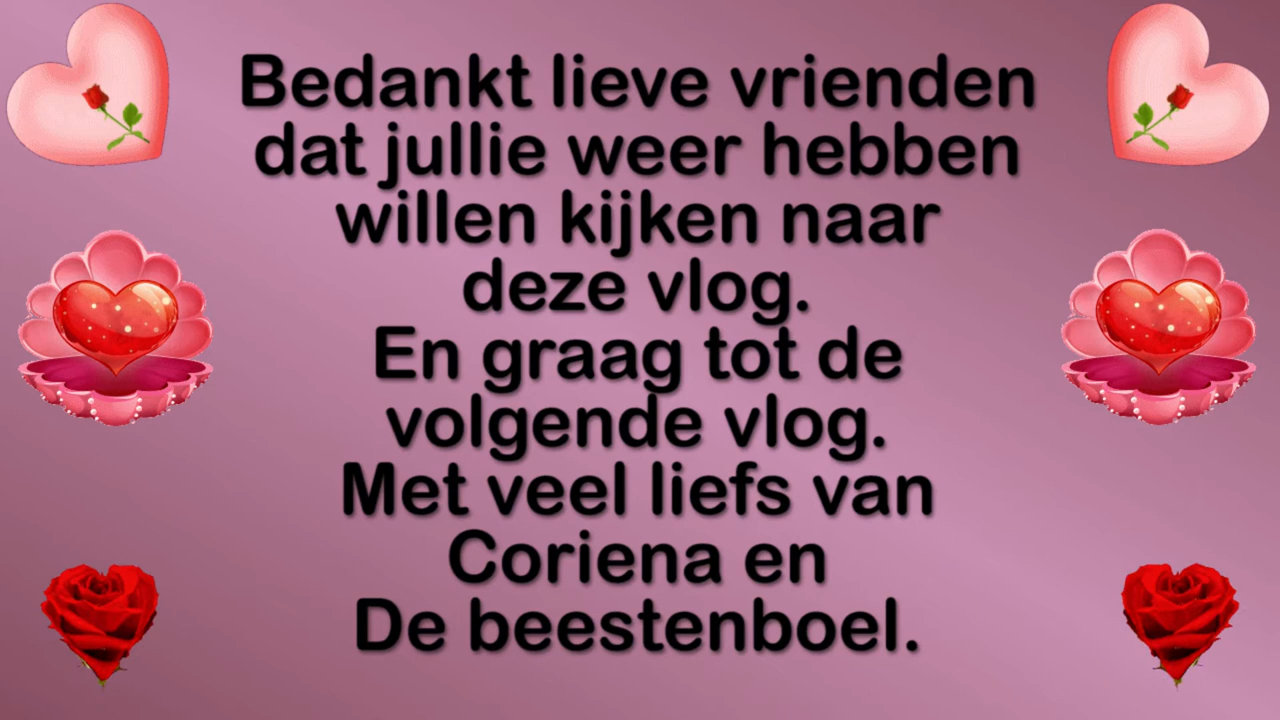 Bedankt lieve vrienden
dat jullie weer hebben
willen kijken naar
deze vlog.
En graag tot de
volgende vlog.
Met veel liefs van
Coriena en
De beestenboel.